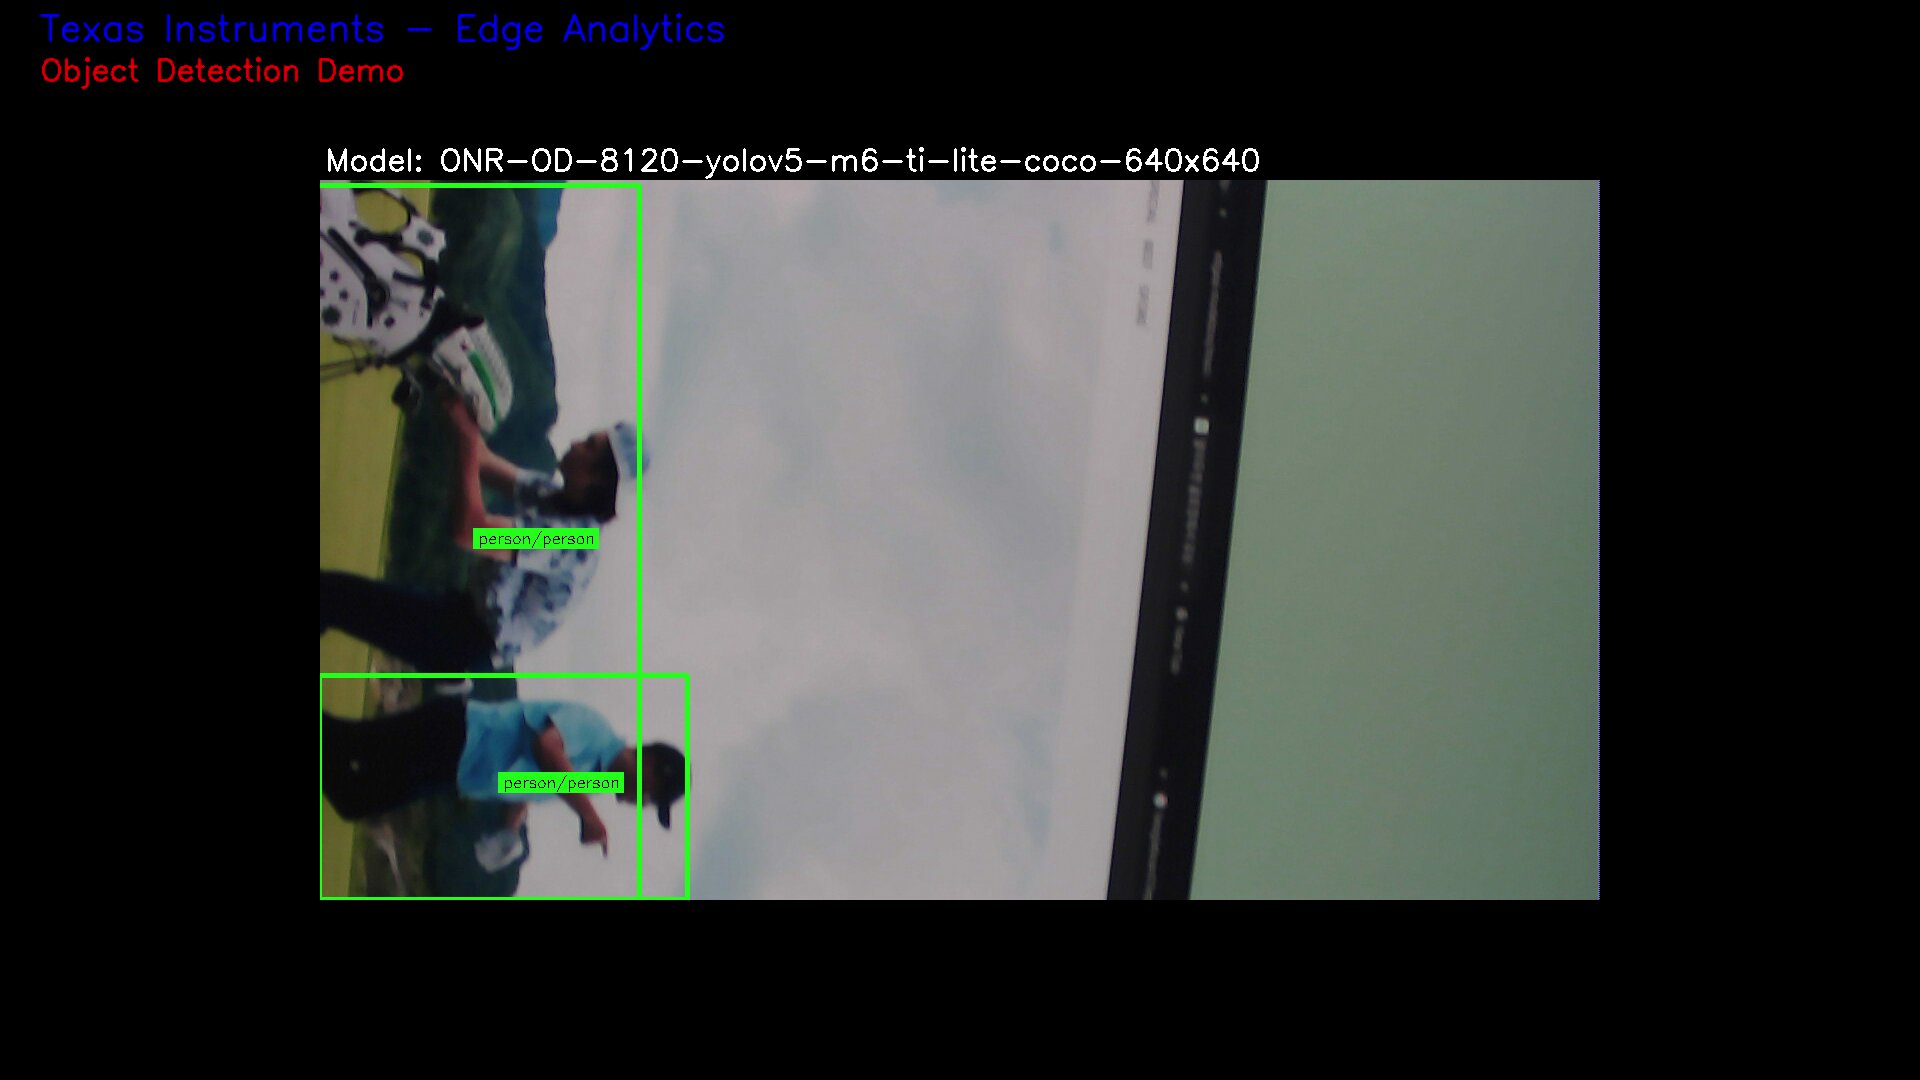 Texas Instruments - Edge Analytics
Object Detection Demo
Model: ONR-OD-8120-yolov5-m6-ti-lite-coco-640x640
person/person
person/person